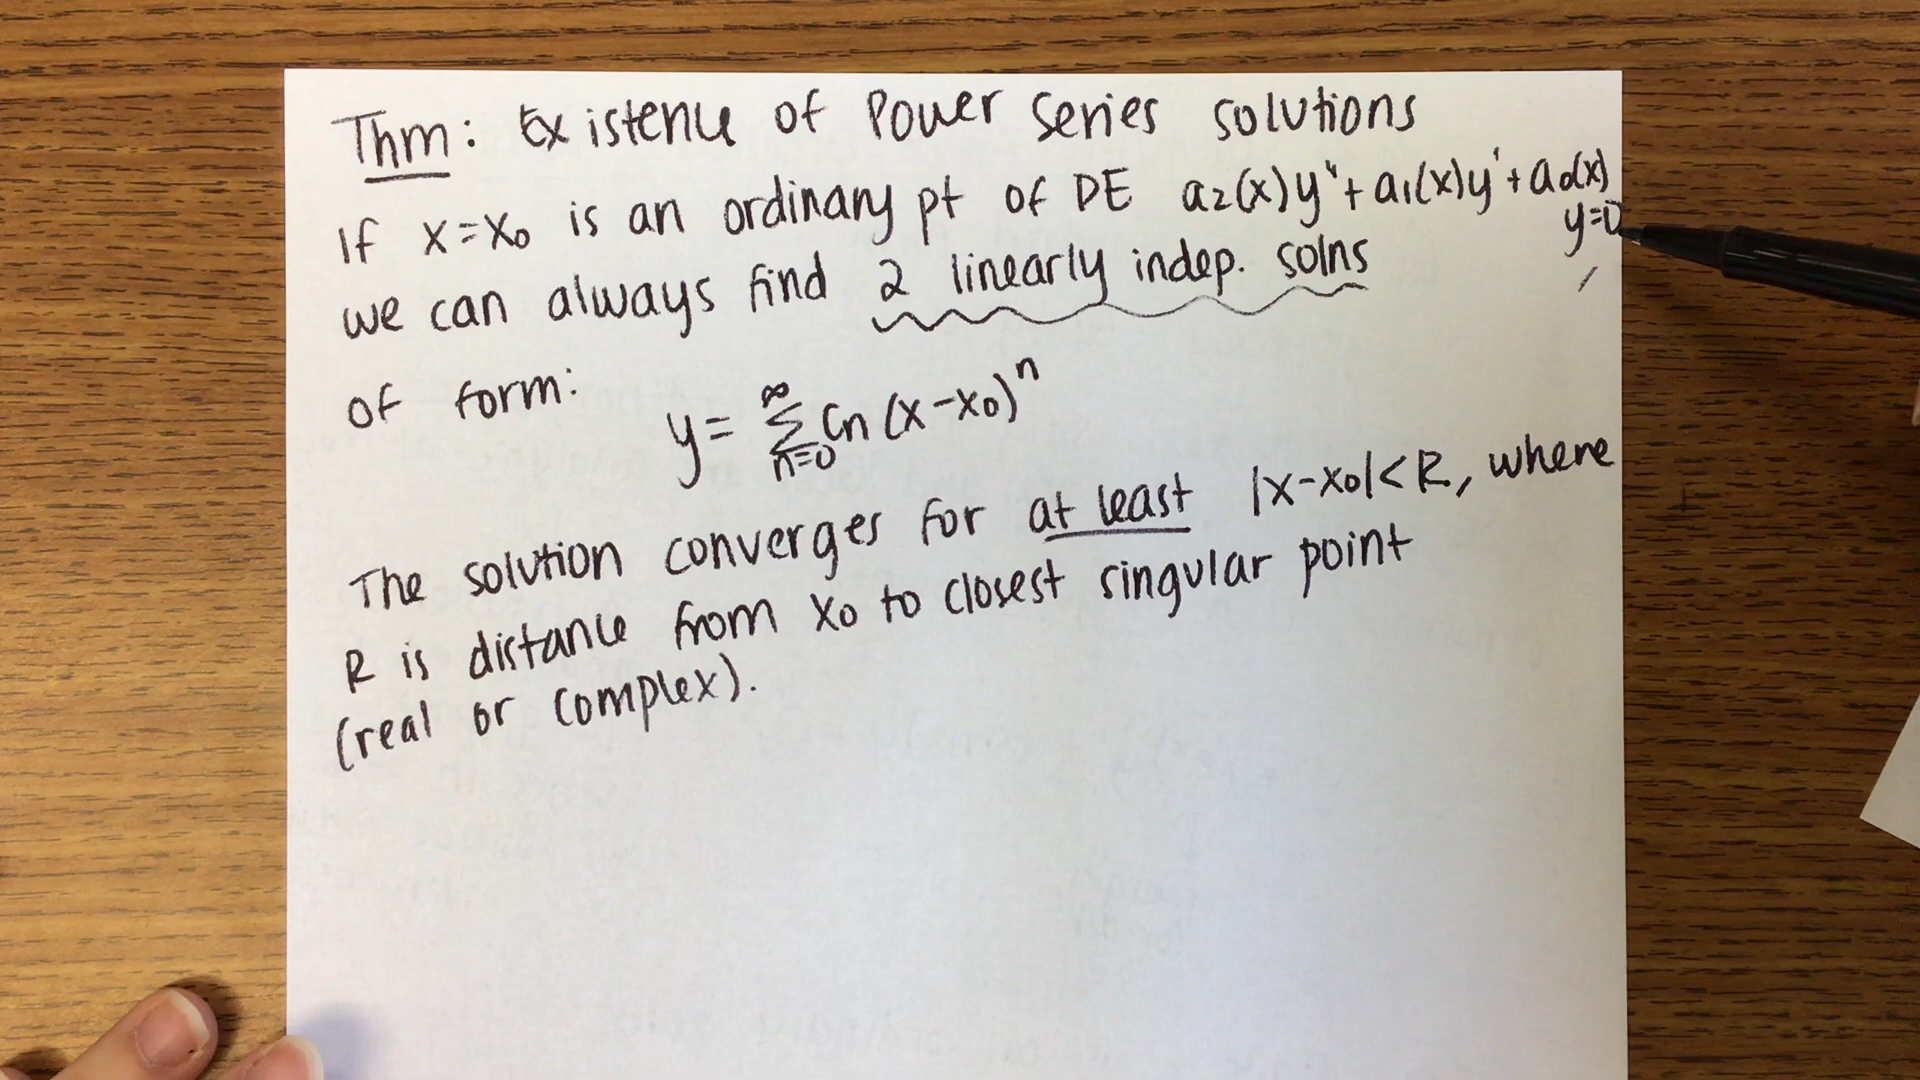 Thm: Existence of Power series solutions
If x=x₀ is an ordinary pt of DE a₂(x)y"+a₁(x)y'+a₀(x)
y=0
we can always find 2 linearly indep. solns
of form:
y= ∞ Σ n=0 Cn (x-x₀)ⁿ
The solution converges for at least |x-x₀|<R, where
R is distance from x₀ to closest singular point
(real or complex).